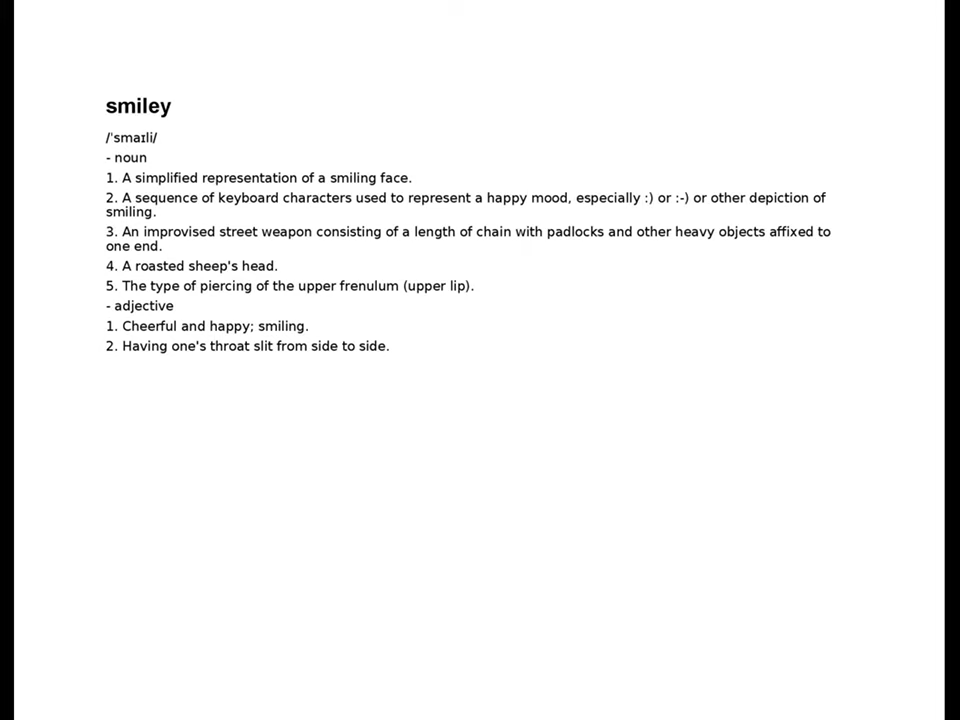 smiley
/ˈsmaɪli/
- noun
1. A simplified representation of a smiling face.
2. A sequence of keyboard characters used to represent a happy mood, especially :) or :-) or other depiction of
smiling.
3. An improvised street weapon consisting of a length of chain with padlocks and other heavy objects affixed to
one end.
4. A roasted sheep's head.
5. The type of piercing of the upper frenulum (upper lip).
- adjective
1. Cheerful and happy; smiling.
2. Having one's throat slit from side to side.